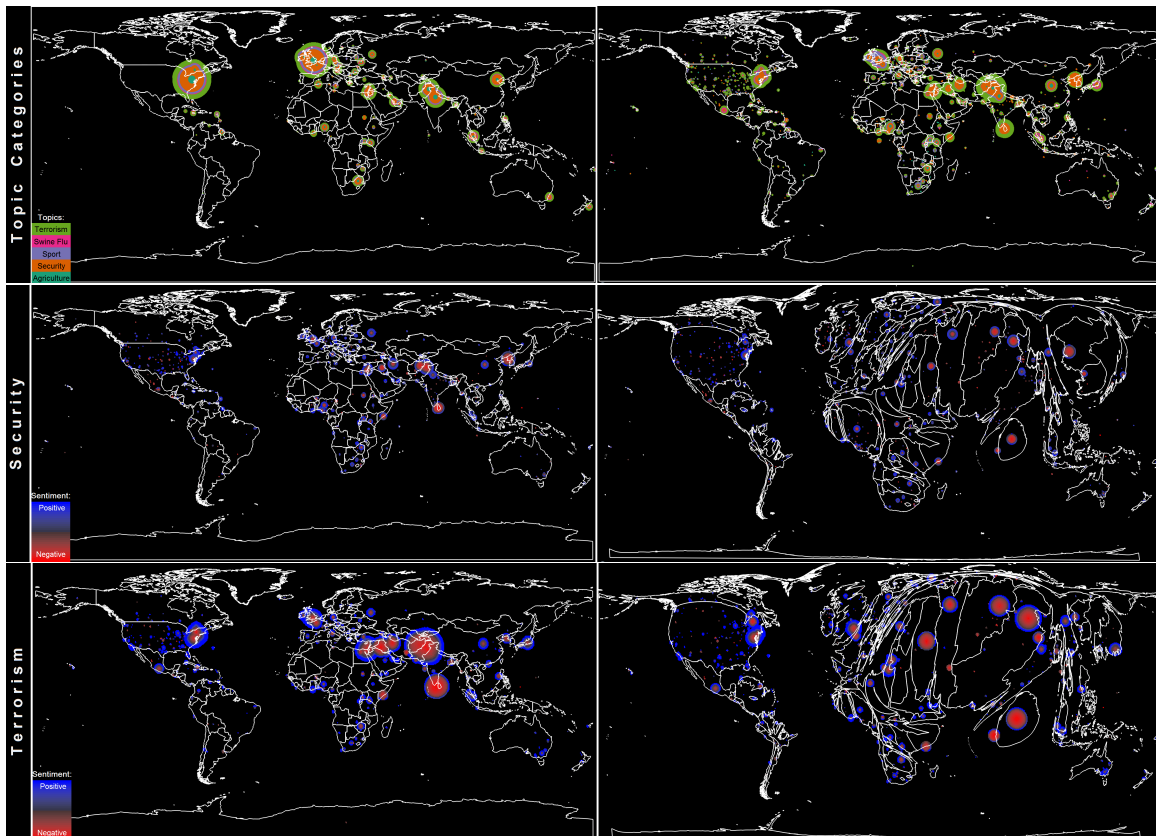 Topic Categories
Topics:
Terrorism
Swine Flu
Sport
Security
Agriculture
Security
Sentiment:
Positive
Negative
Terrorism
Sentiment:
Positive
Negative